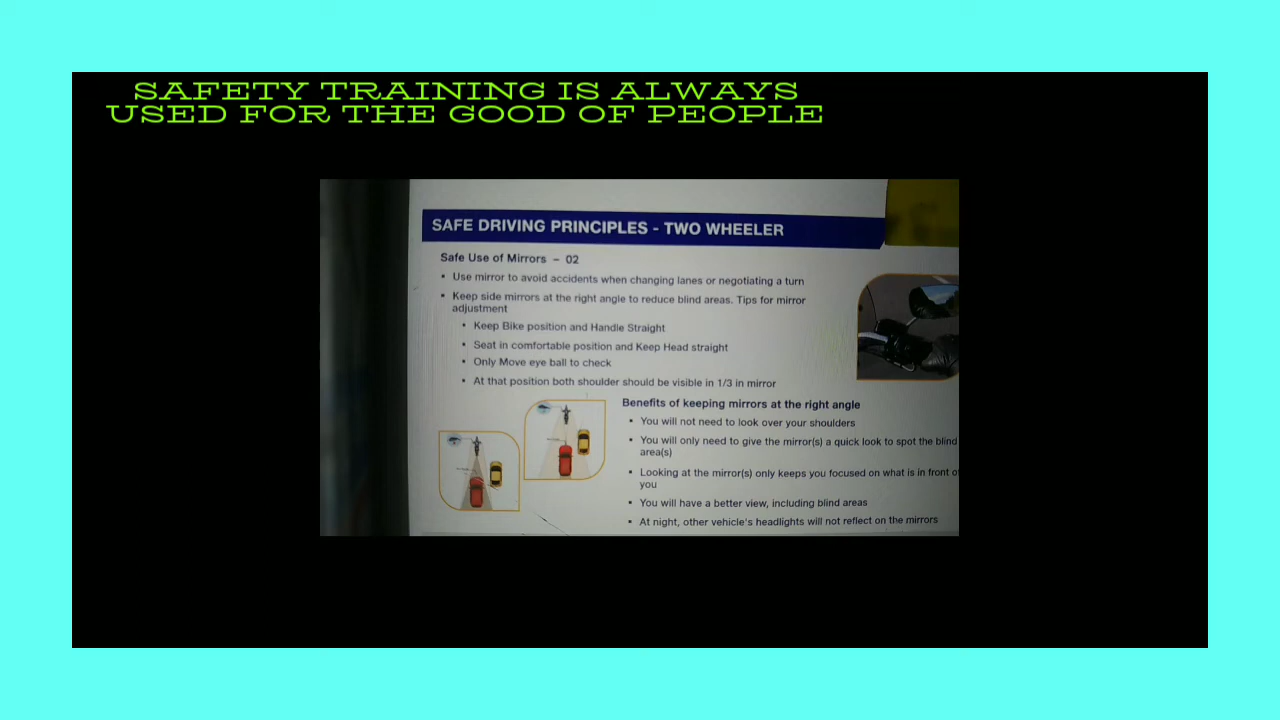 SAFETY TRAINING IS ALWAYS
USED FOR THE GOOD OF PEOPLE
SAFE DRIVING PRINCIPLES - TWO WHEELER
Safe Use of Mirrors – 02
• Use mirror to avoid accidents when changing lanes or negotiating a turn
• Keep side mirrors at the right angle to reduce blind areas. Tips for mirror
adjustment
• Keep Bike position and Handle Straight
• Seat in comfortable position and Keep Head straight
• Only Move eye ball to check
• At that position both shoulder should be visible in 1/3 in mirror
Benefits of keeping mirrors at the right angle
• You will not need to look over your shoulders
• You will only need to give the mirror(s) a quick look to spot the blind
area(s)
• Looking at the mirror(s) only keeps you focused on what is in front
you
• You will have a better view, including blind areas
• At night, other vehicle's headlights will not reflect on the mirrors